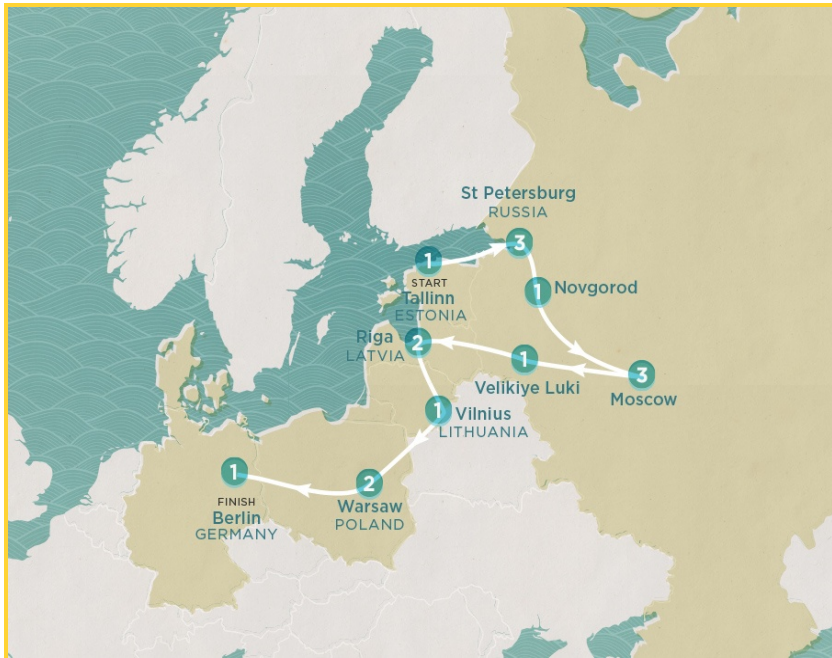 St Petersburg
RUSSIA
3
1
START
Tallinn
ESTONIA
1
Novgorod
Riga
LATVIA
2
1
Velikiye Luki
3
Moscow
1
Vilnius
LITHUANIA
1
FINISH
Berlin
GERMANY
2
Warsaw
POLAND